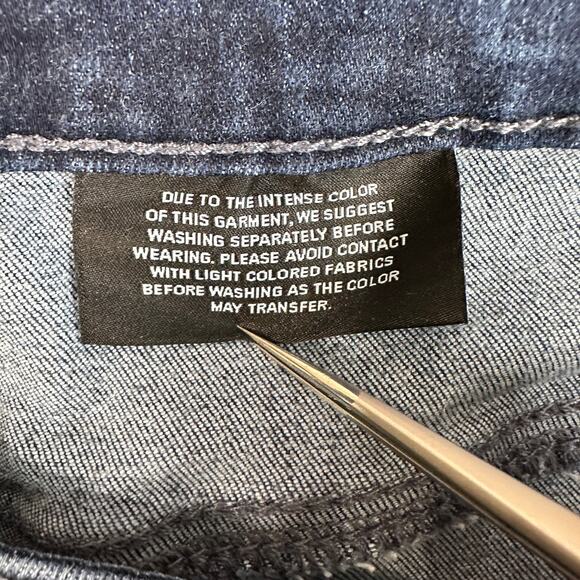 DUE TO THE INTENSE COLOR
OF THIS GARMENT, WE SUGGEST
WASHING SEPARATELY BEFORE
WEARING. PLEASE AVOID CONTACT
WITH LIGHT COLORED FABRICS
BEFORE WASHING AS THE COLOR
MAY TRANSFER.